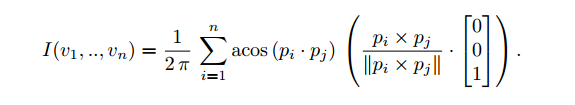 I(v_1, .., v_n) = \frac{1}{2\pi} \sum_{i=1}^{n} \text{acos}\,(p_i \cdot p_j) \left( \frac{p_i \times p_j}{\|p_i \times p_j\|} \cdot \begin{bmatrix} 0 \\ 0 \\ 1 \end{bmatrix} \right).